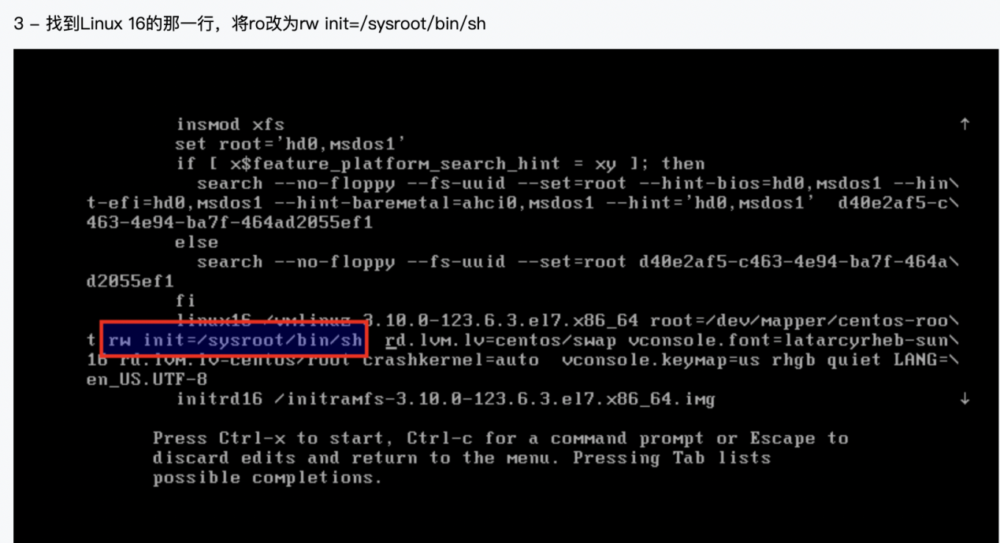 3 – 找到Linux 16的那一行，将ro改为rw init=/sysroot/bin/sh
insmod xfs
↑
set root='hd0,msdos1'
if [ x$feature_platform_search_hint = xy ]; then
search --no-floppy --fs-uuid --set=root --hint-bios=hd0,msdos1 --hin\
t-efi=hd0,msdos1 --hint-baremetal=ahci0,msdos1 --hint='hd0,msdos1'  d40e2af5-c\
463-4e94-ba7f-464ad2055ef1
else
search --no-floppy --fs-uuid --set=root d40e2af5-c463-4e94-ba7f-464a\
d2055ef1
fi
linux16 /vmlinuz-3.10.0-123.6.3.el7.x86_64 root=/dev/mapper/centos-roo\
t rw init=/sysroot/bin/sh  rd.lvm.lv=centos/swap vconsole.font=latarcyrheb-sun\
16 rd.lvm.lv=centos/root crashkernel=auto  vconsole.keymap=us rhgb quiet LANG=\
en_US.UTF-8
initrd16 /initramfs-3.10.0-123.6.3.el7.x86_64.img
↓
Press Ctrl-x to start, Ctrl-c for a command prompt or Escape to
discard edits and return to the menu. Pressing Tab lists
possible completions.